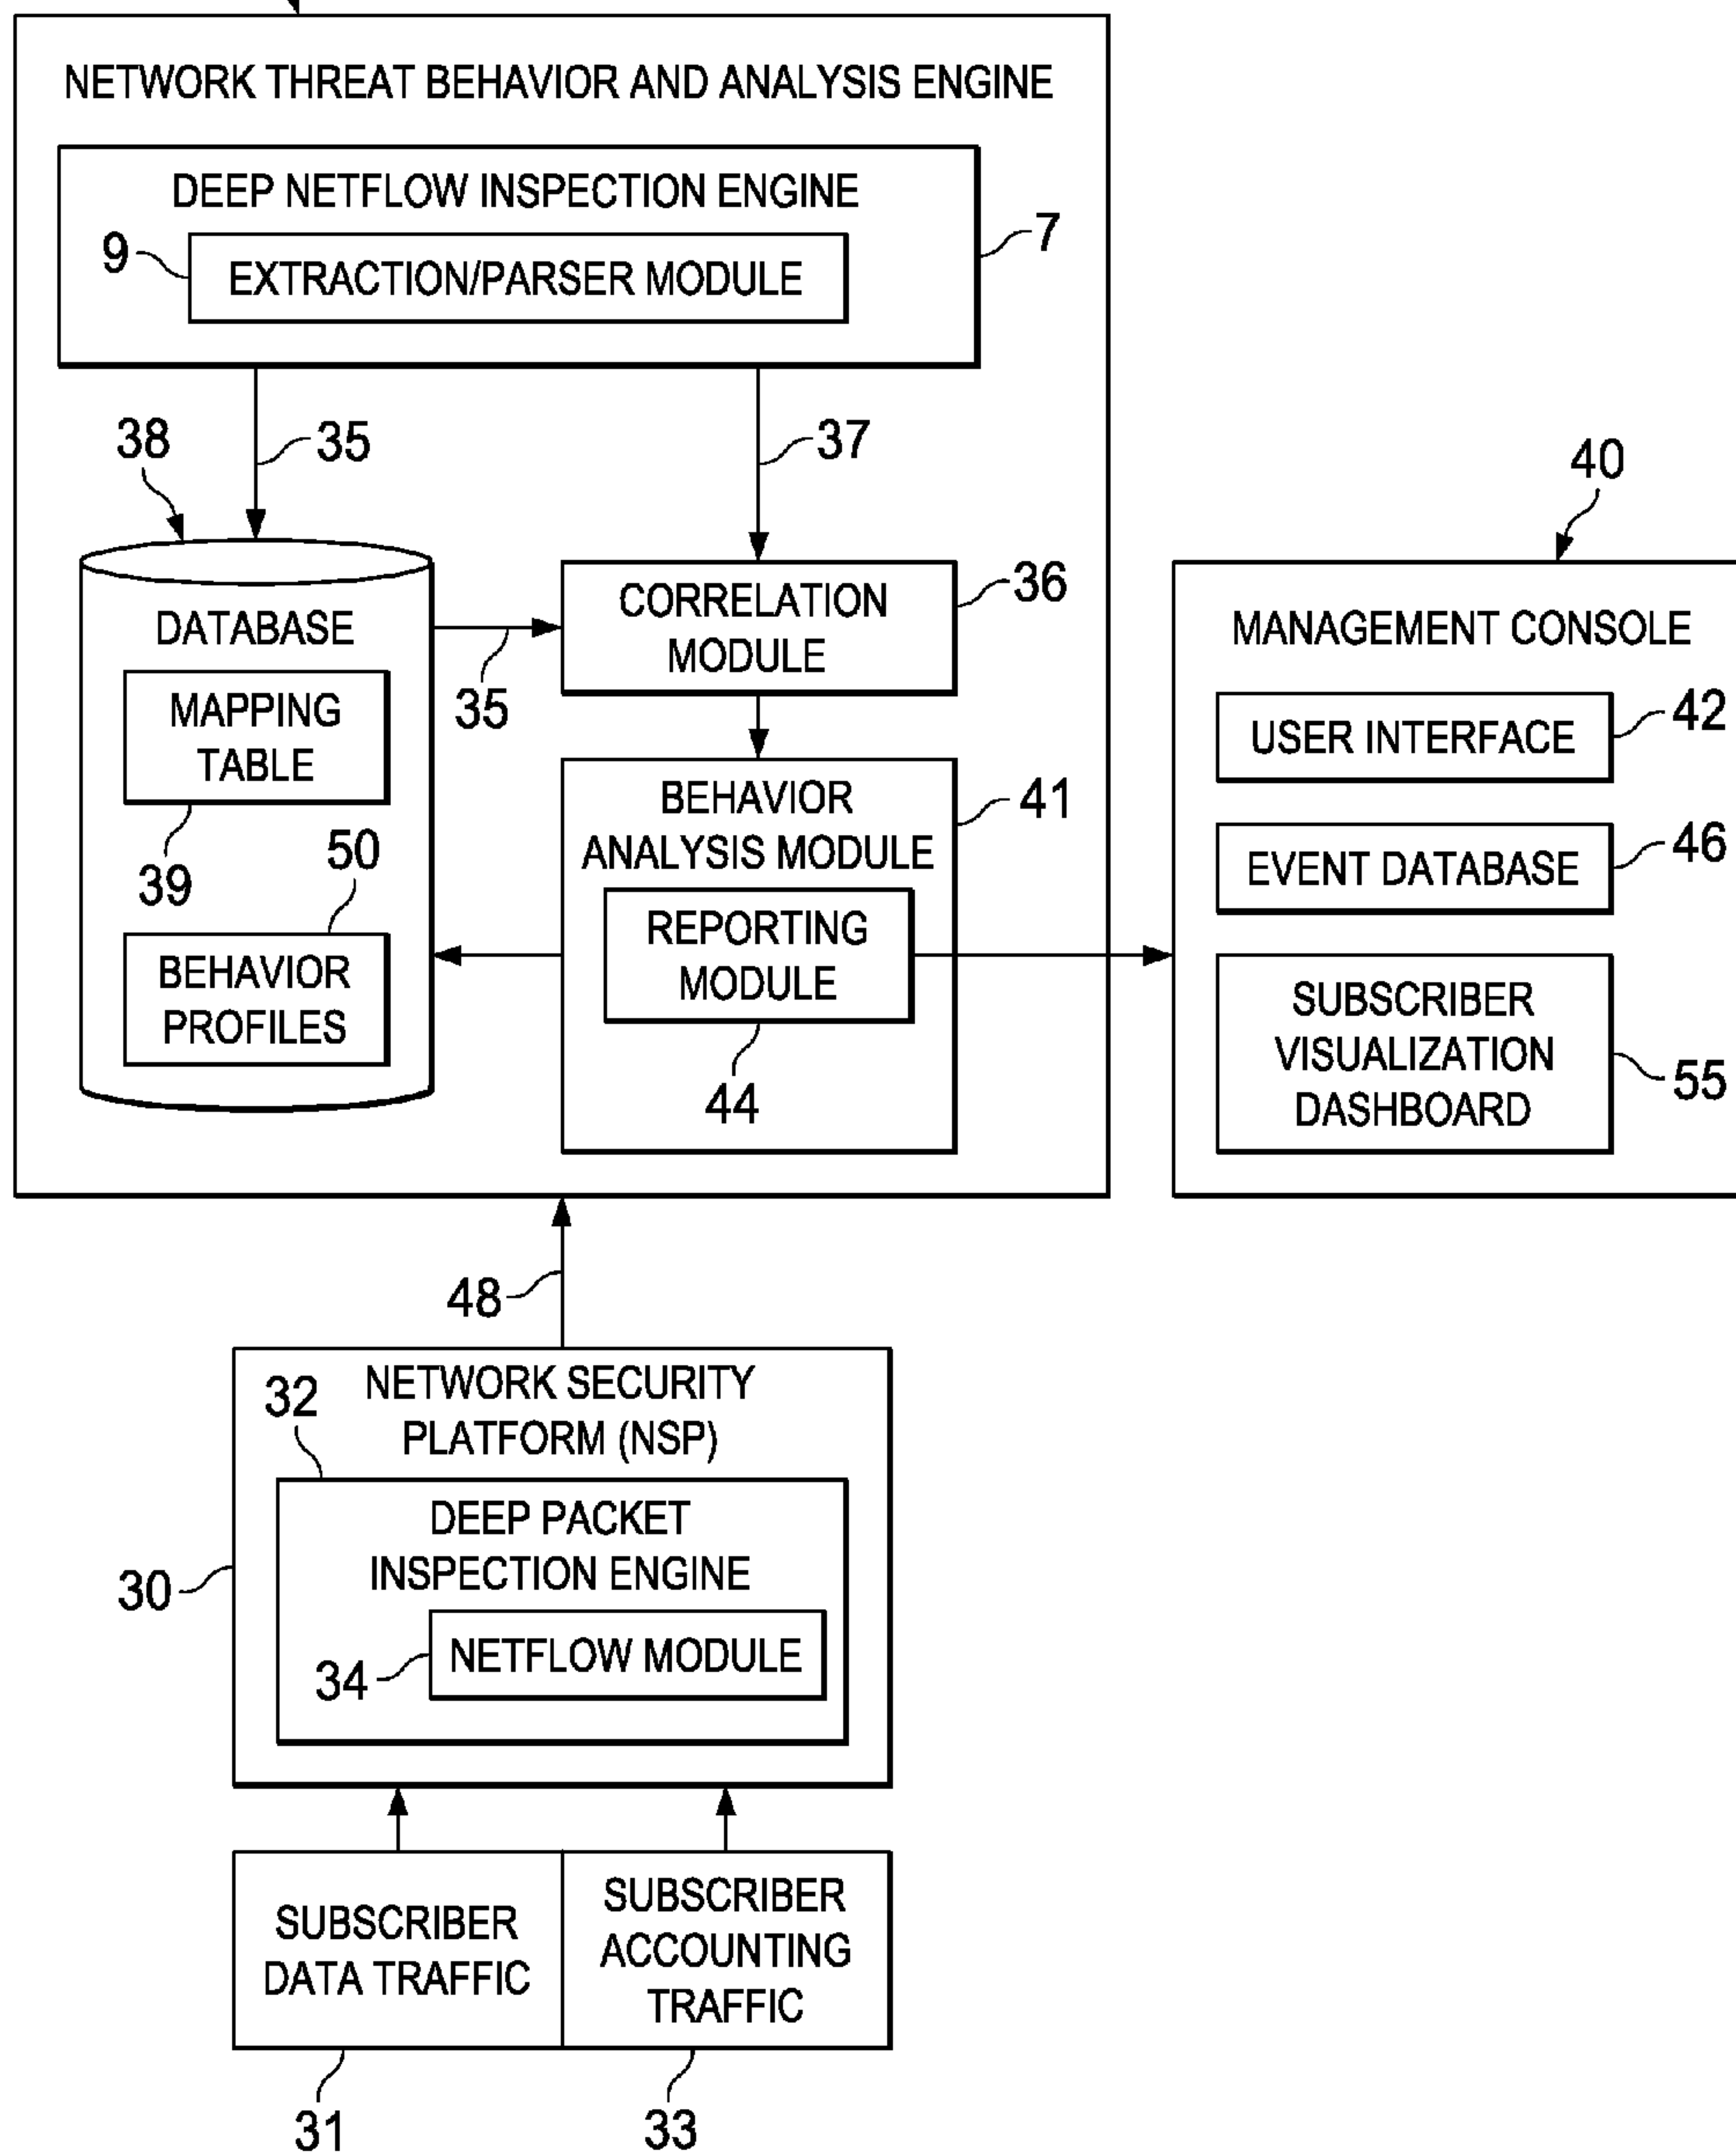 NETWORK THREAT BEHAVIOR AND ANALYSIS ENGINE
DEEP NETFLOW INSPECTION ENGINE
7
9
EXTRACTION/PARSER MODULE
38
35
37
40
DATABASE
CORRELATION
MODULE
36
MANAGEMENT CONSOLE
MAPPING
TABLE
35
USER INTERFACE
42
39
50
BEHAVIOR
ANALYSIS MODULE
41
EVENT DATABASE
46
BEHAVIOR
PROFILES
REPORTING
MODULE
44
SUBSCRIBER
VISUALIZATION
DASHBOARD
55
48
NETWORK SECURITY
PLATFORM (NSP)
32
DEEP PACKET
INSPECTION ENGINE
30
NETFLOW MODULE
34
SUBSCRIBER
DATA TRAFFIC
SUBSCRIBER
ACCOUNTING
TRAFFIC
31
33